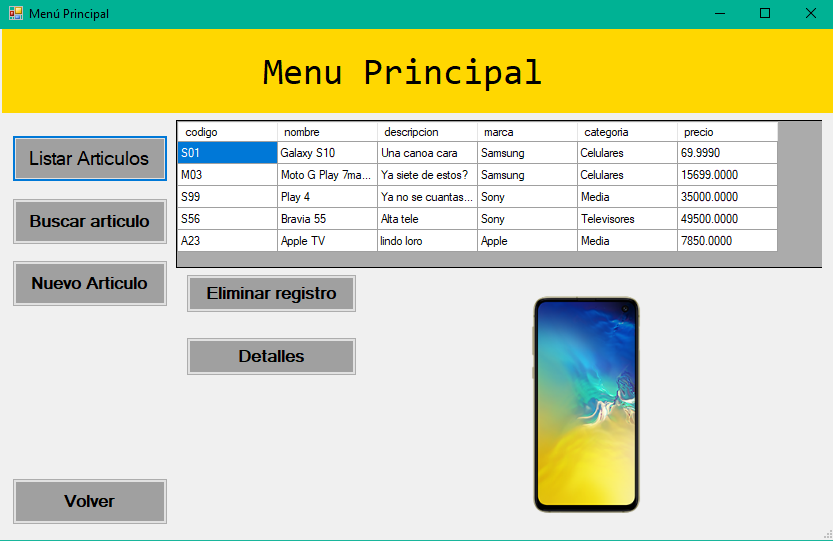 Menú Principal
Menu Principal
Listar Articulos
Buscar articulo
Nuevo Articulo
Volver
codigo nombre descripcion marca categoria precio
S01 Galaxy S10 Una canoa cara Samsung Celulares 69.9990
M03 Moto G Play 7ma... Ya siete de estos? Samsung Celulares 15699.0000
S99 Play 4 Ya no se cuantas... Sony Media 35000.0000
S56 Bravia 55 Alta tele Sony Televisores 49500.0000
A23 Apple TV lindo loro Apple Media 7850.0000
Eliminar registro
Detalles